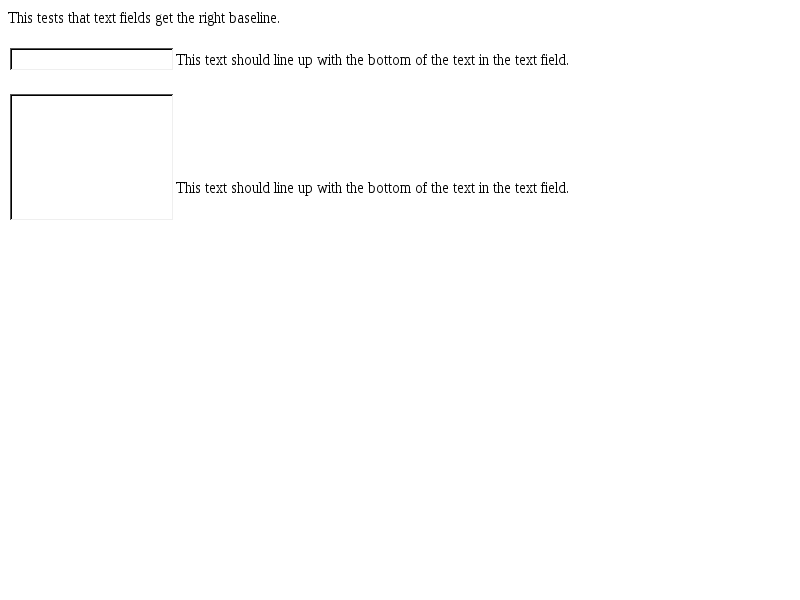 This tests that text fields get the right baseline.
This text should line up with the bottom of the text in the text field.
This text should line up with the bottom of the text in the text field.